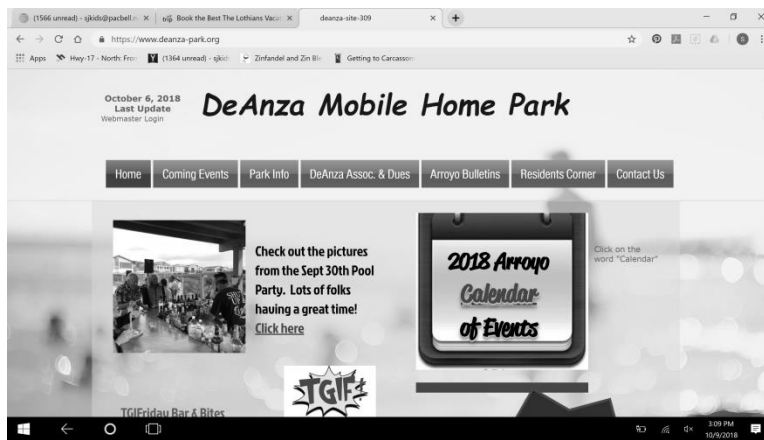 (1566 unread) - sjkids@pacbell.n
Book the Best The Lothians Vacat
deanza-site-309
https://www.deanza-park.org
Apps
Hwy-17 - North: Fron
(1364 unread) - sjkid
Zinfandel and Zin Ble
Getting to Carcasson
October 6, 2018
Last Update
Webmaster Login
DeAnza Mobile Home Park
Home
Coming Events
Park Info
DeAnza Assoc. & Dues
Arroyo Bulletins
Residents Corner
Contact Us
Check out the pictures
from the Sept 30th Pool
Party. Lots of folks
having a great time!
Click here
2018 Arroyo
Calendar
of Events
Click on the
word "Calendar"
TGIF
TGIFriday Bar & Bites
3:09 PM
10/9/2018